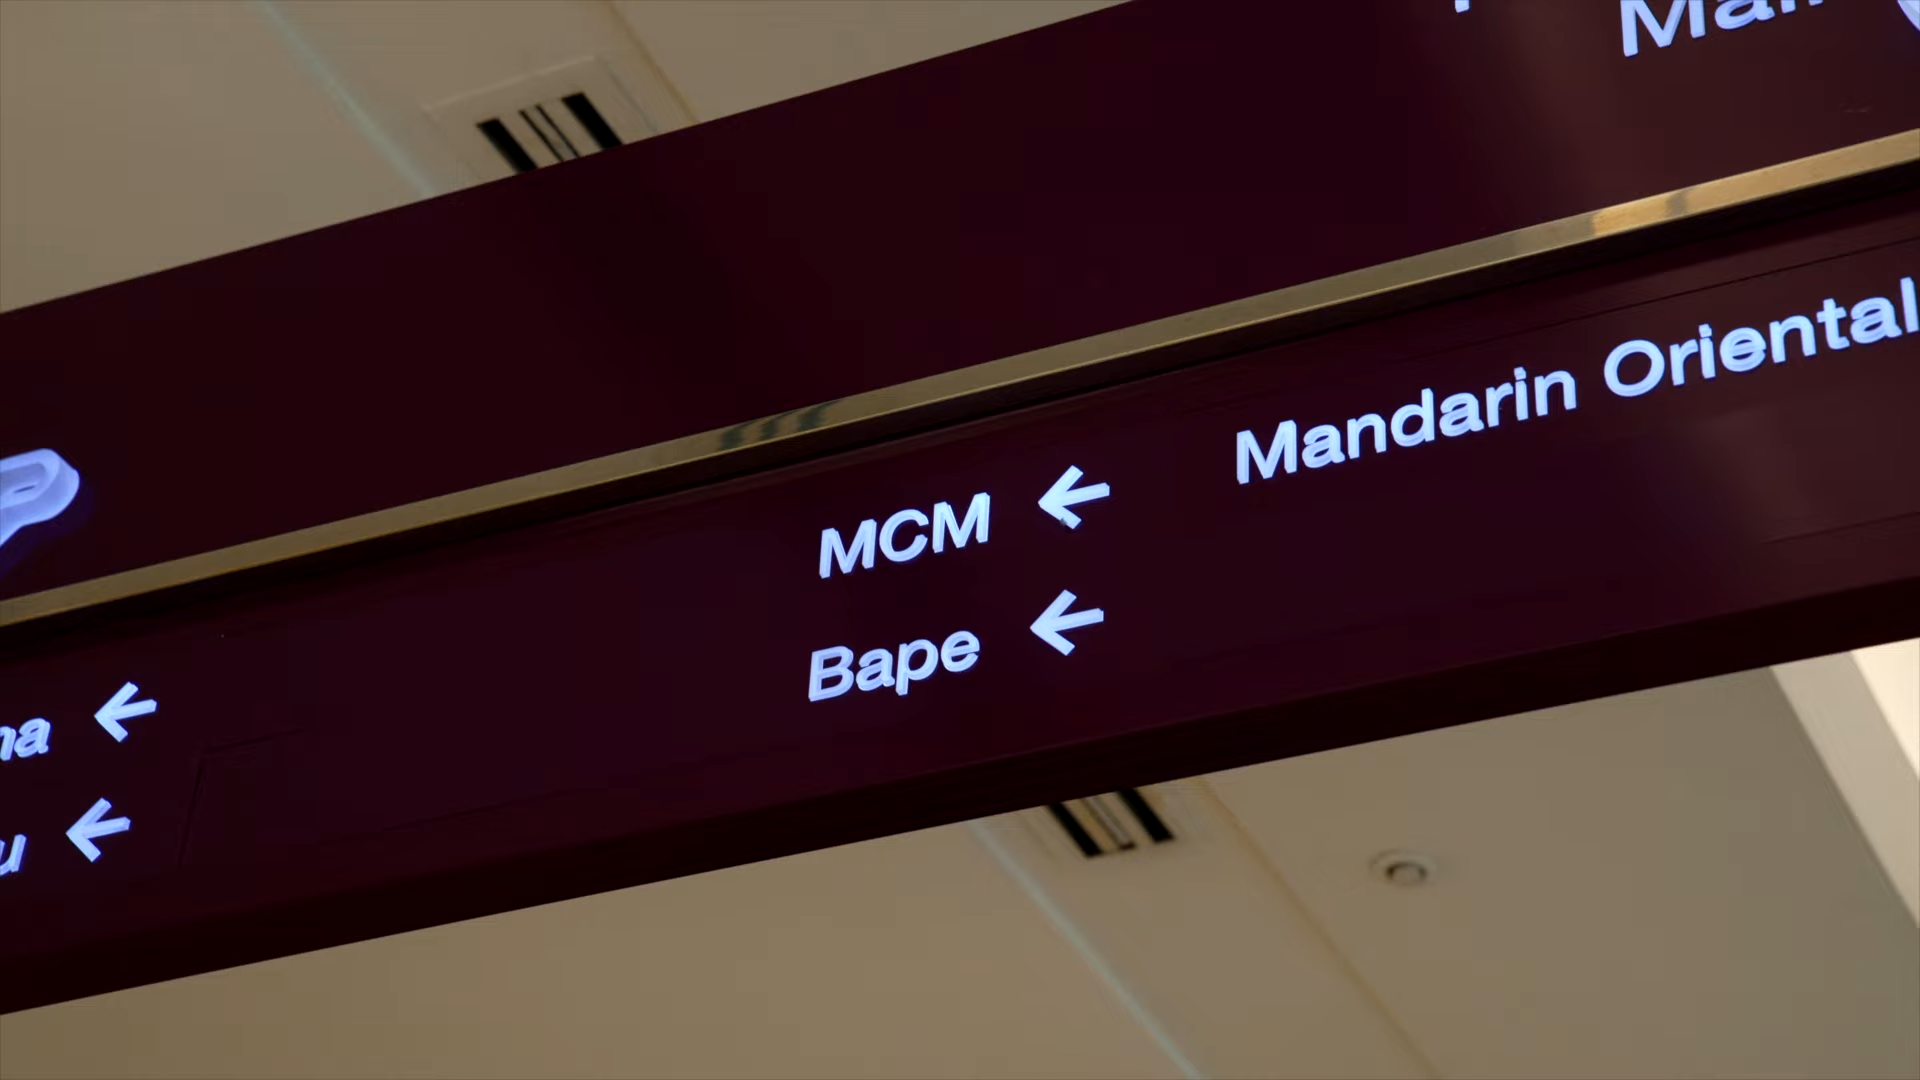 MCM ←
Mandarin Oriental
Bape ←